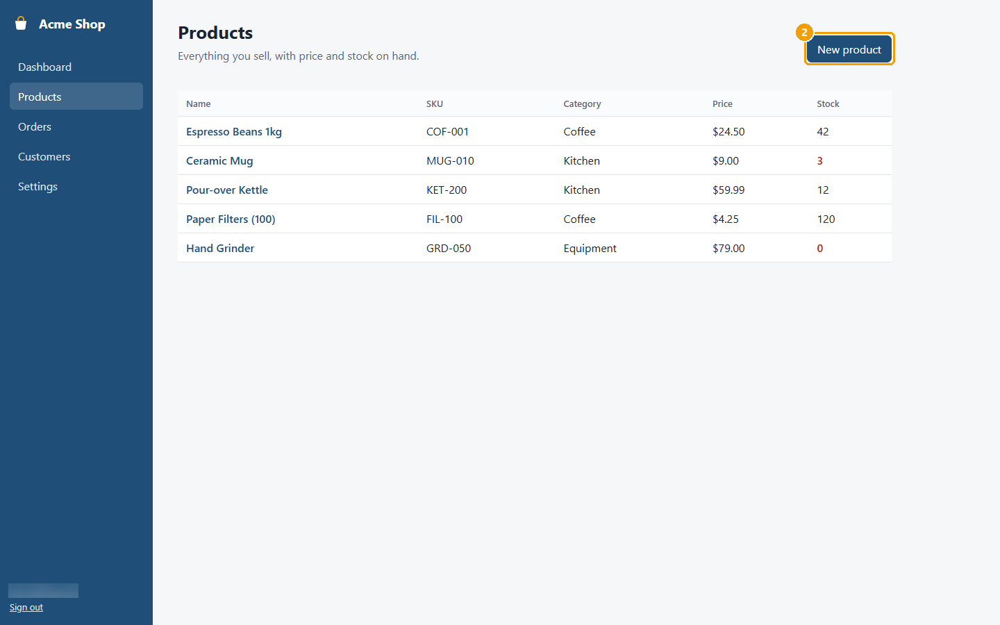 Acme Shop
Dashboard
Products
Orders
Customers
Settings
Sign out
Products
Everything you sell, with price and stock on hand.
2
New product
Name SKU Category Price Stock
Espresso Beans 1kg COF-001 Coffee $24.50 42
Ceramic Mug MUG-010 Kitchen $9.00 3
Pour-over Kettle KET-200 Kitchen $59.99 12
Paper Filters (100) FIL-100 Coffee $4.25 120
Hand Grinder GRD-050 Equipment $79.00 0